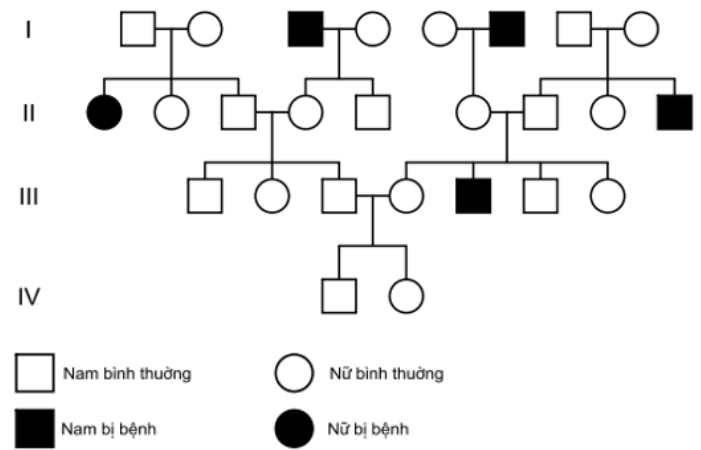 I
II
III
IV
Nam bình thường
Nữ bình thường
Nam bị bệnh
Nữ bị bệnh